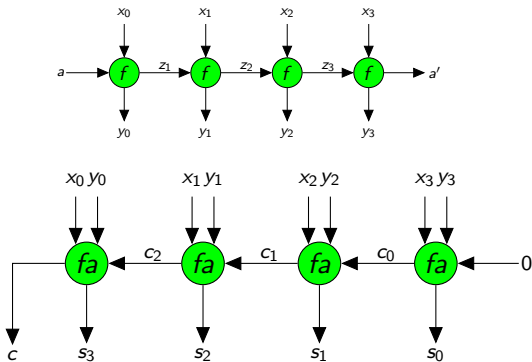 x₀ x₁ x₂ x₃
a f z₁ f z₂ f z₃ f a′
y₀ y₁ y₂ y₃
x₀ y₀ x₁ y₁ x₂ y₂ x₃ y₃
fa c₂ fa c₁ fa c₀ fa 0
c s₃ s₂ s₁ s₀